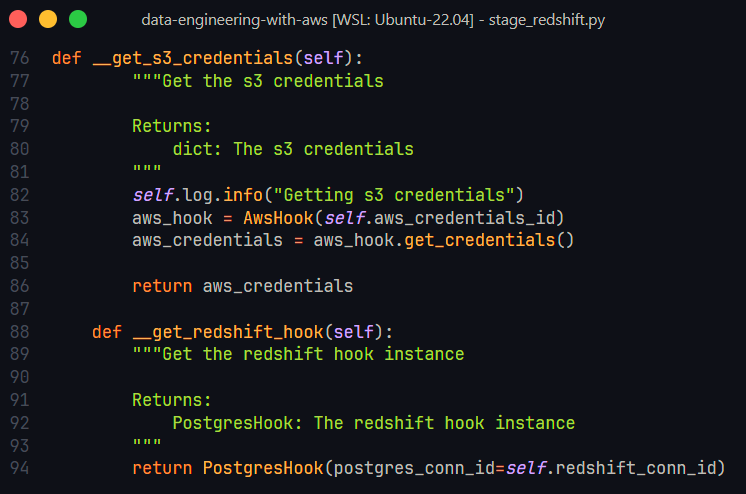 data-engineering-with-aws [WSL: Ubuntu-22.04] - stage_redshift.py
76 def __get_s3_credentials(self):
77         """Get the s3 credentials
78
79         Returns:
80             dict: The s3 credentials
81         """
82         self.log.info("Getting s3 credentials")
83         aws_hook = AwsHook(self.aws_credentials_id)
84         aws_credentials = aws_hook.get_credentials()
85
86         return aws_credentials
87
88     def __get_redshift_hook(self):
89         """Get the redshift hook instance
90
91         Returns:
92             PostgresHook: The redshift hook instance
93         """
94         return PostgresHook(postgres_conn_id=self.redshift_conn_id)